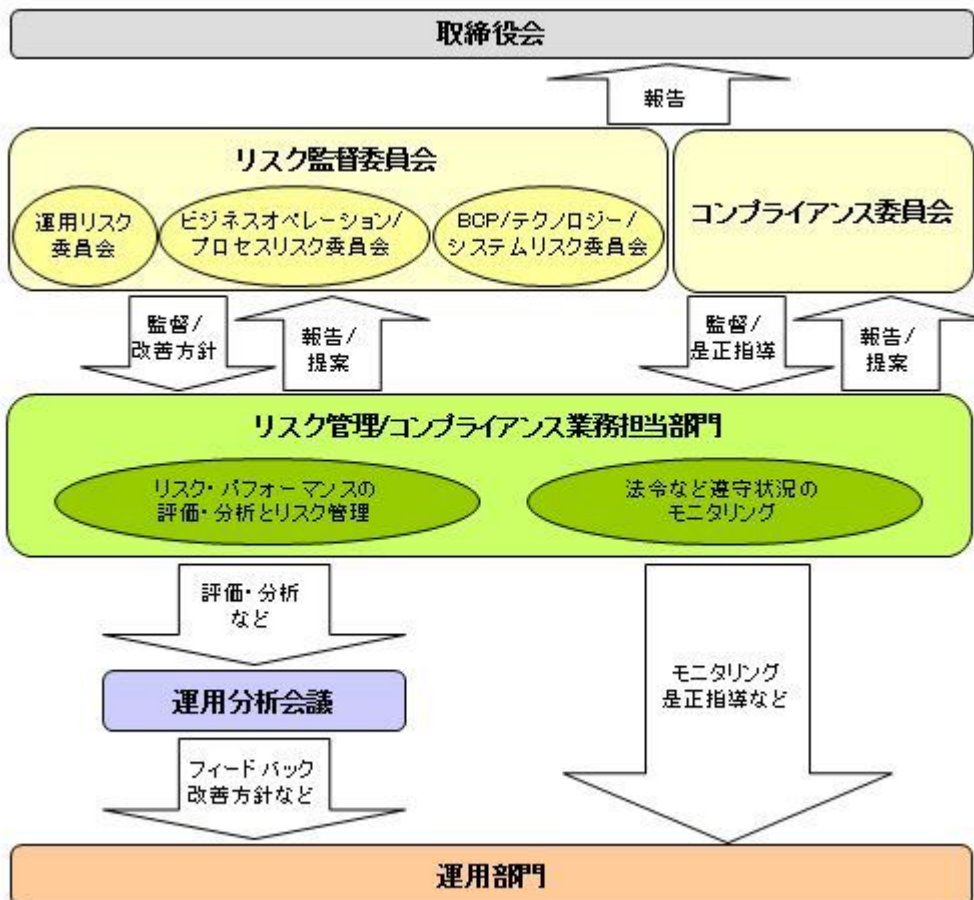 取締役会
報告
リスク監督委員会
運用リスク
委員会
ビジネスオペレーション/
プロセスリスク委員会
BCP/テクノロジー/
システムリスク委員会
コンプライアンス委員会
監督/
改善方針
報告/
提案
監督/
是正指導
報告/
提案
リスク管理/コンプライアンス業務担当部門
リスク・パフォーマンスの
評価・分析とリスク管理
法令など遵守状況の
モニタリング
評価・分析
など
運用分析会議
モニタリング
是正指導など
フィードバック
改善方針など
運用部門